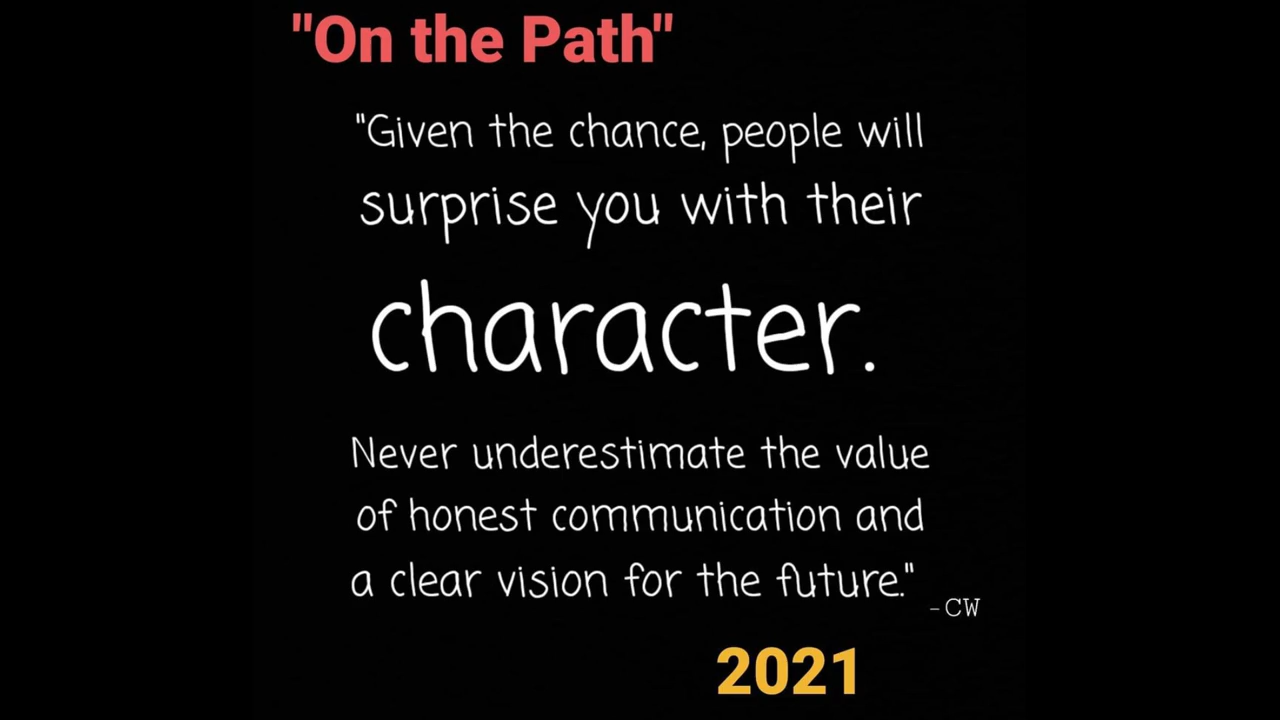 "On the Path"
"Given the chance, people will
surprise you with their
character.
Never underestimate the value
of honest communication and
a clear vision for the future."
-CW
2021